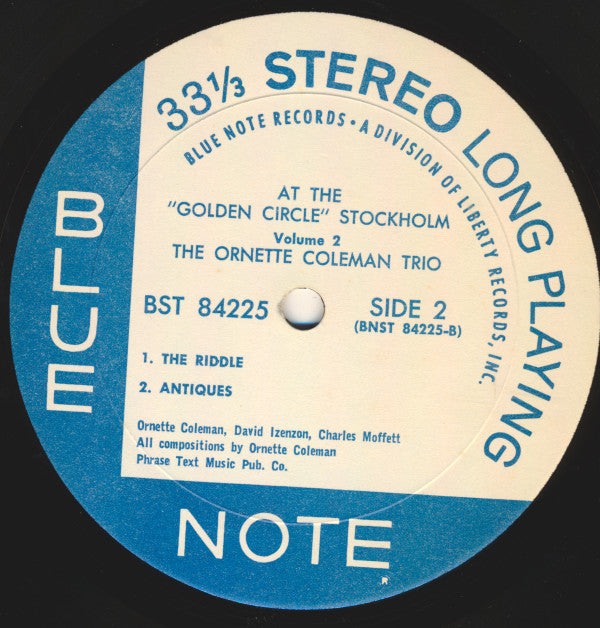 33⅓ STEREO LONG PLAYING
BLUE NOTE RECORDS • A DIVISION OF LIBERTY RECORDS, INC.
AT THE
"GOLDEN CIRCLE" STOCKHOLM
Volume 2
THE ORNETTE COLEMAN TRIO
BST 84225
SIDE 2
(BNST 84225-B)
1. THE RIDDLE
2. ANTIQUES
Ornette Coleman, David Izenzon, Charles Moffett
All compositions by Ornette Coleman
Phrase Text Music Pub. Co.
BLUE
NOTE
R